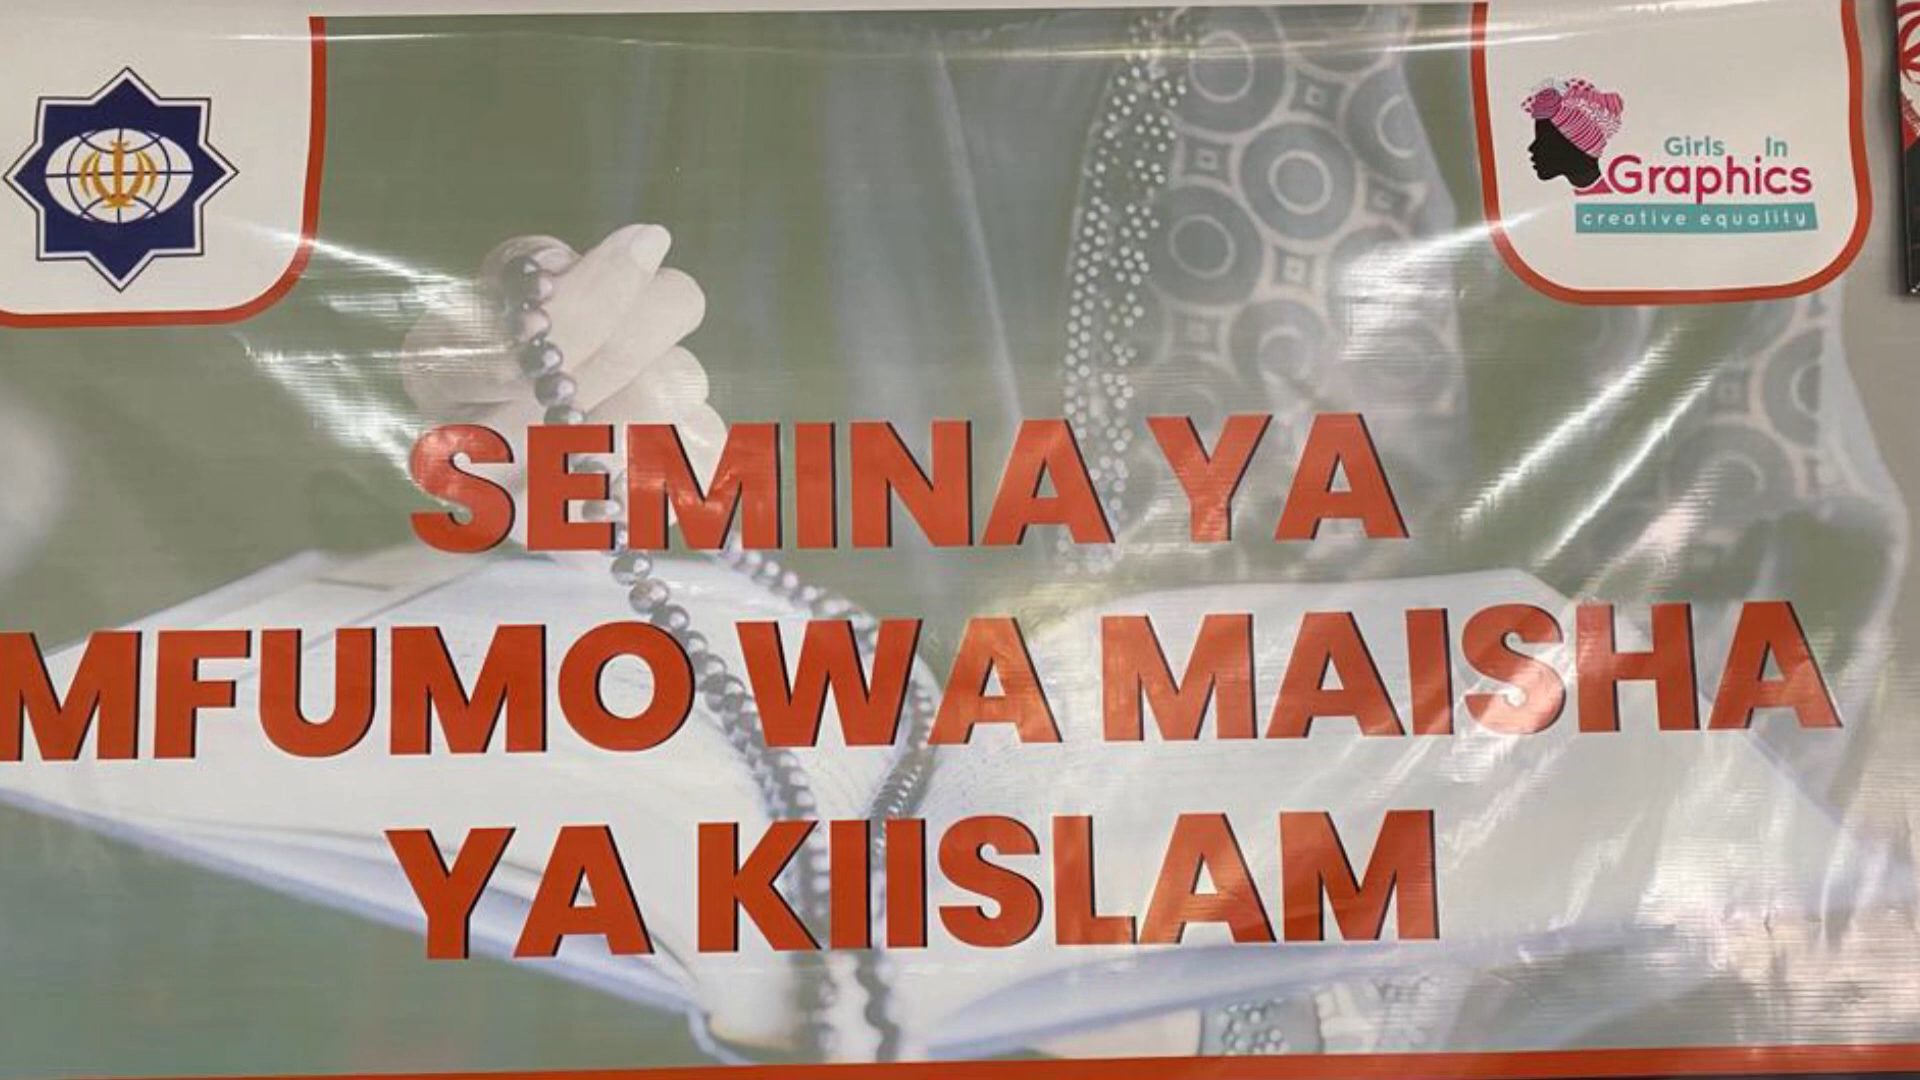 Girls In
Graphics
creative equality
SEMINA YA
MFUMO WA MAISHA
YA KIISLAM